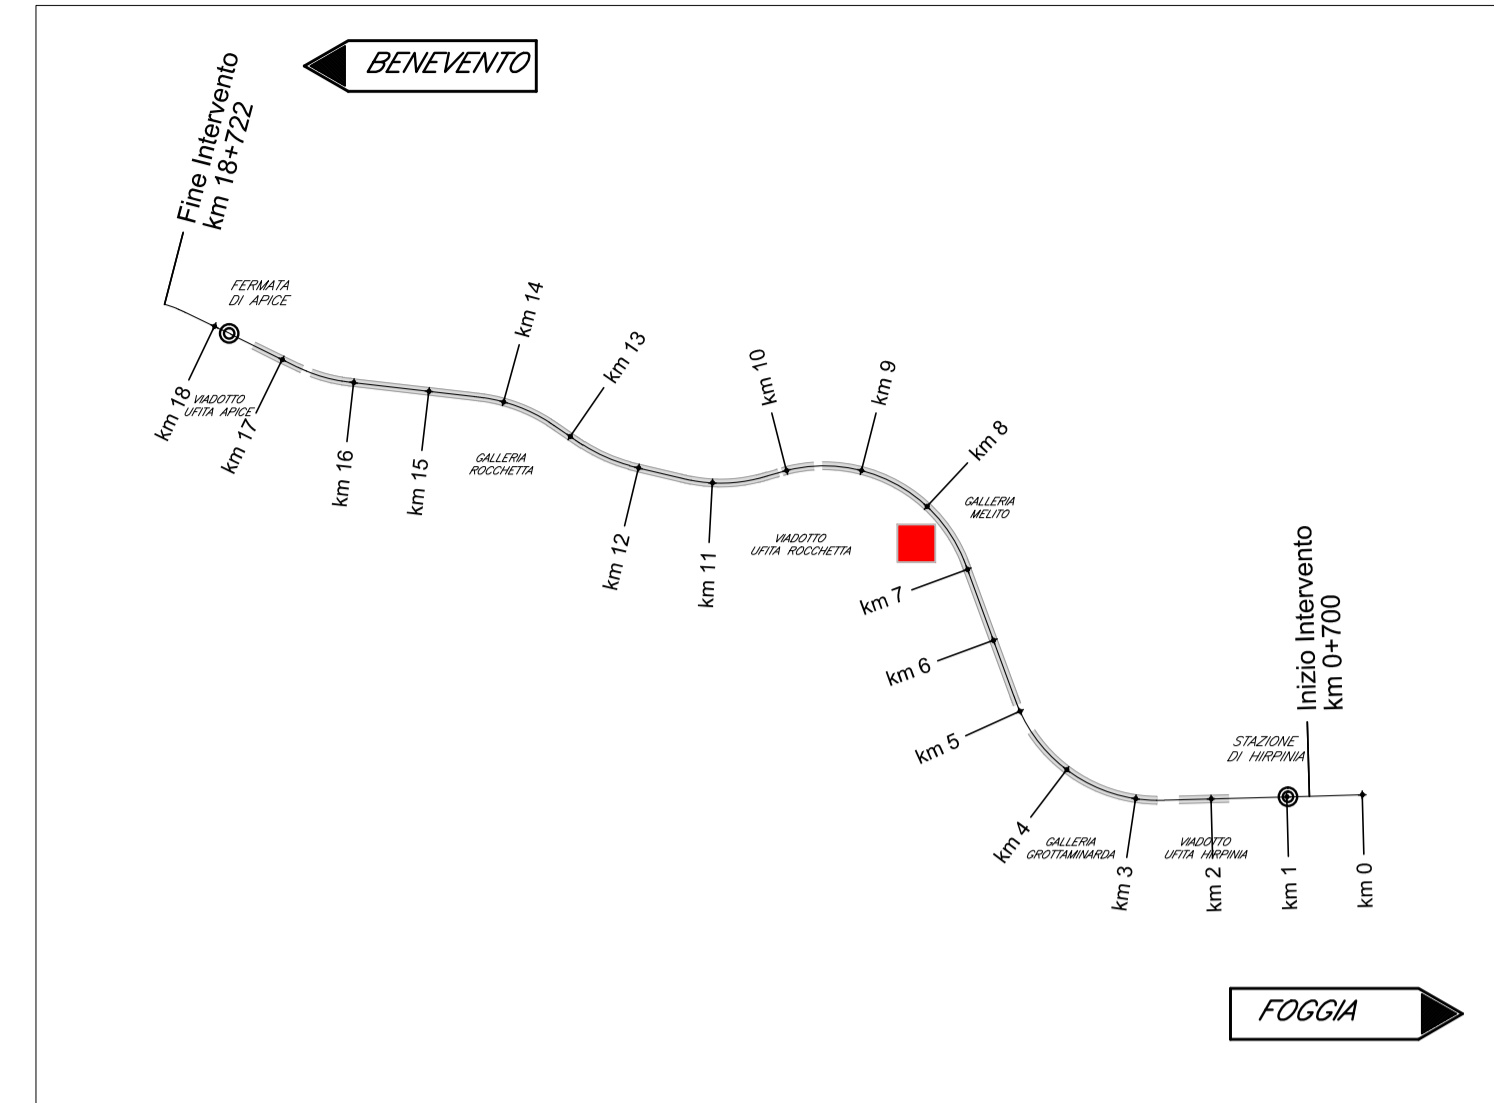 BENEVENTO
Fine Intervento
km 18+722
FERMATA
DI APICE
km 18
VIADOTTO
UFITA APICE
km 17
km 16
km 15
km 14
GALLERIA
ROCCHETTA
km 13
km 12
km 11
km 10
VIADOTTO
UFITA ROCCHETTA
km 9
km 8
GALLERIA
MELITO
km 7
km 6
km 5
km 4
GALLERIA
GROTTAMINARDA
km 3
VIADOTTO
UFITA HIRPINIA
km 2
STAZIONE
DI HIRPINIA
km 1
Inizio Intervento
km 0+700
km 0
FOGGIA